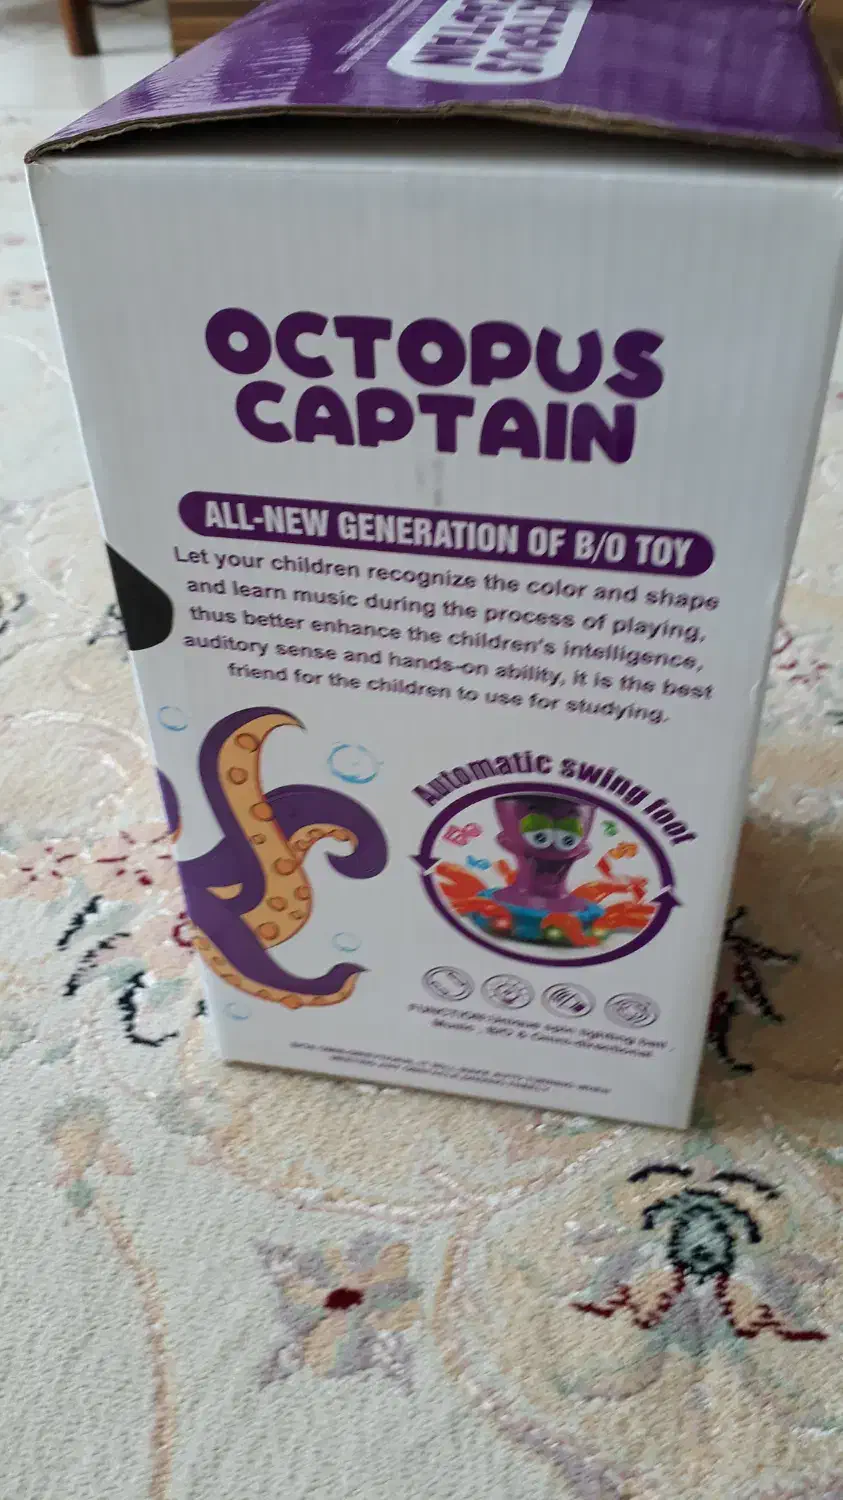 OCTOPUS
CAPTAIN
OCTOPUS
CAPTAIN
ALL-NEW GENERATION OF B/O TOY
Let your children recognize the color and shape
and learn music during the process of playing,
thus better enhance the children's intelligence,
auditory sense and hands-on ability, it is the best
friend for the children to use for studying.
Automatic swing foot